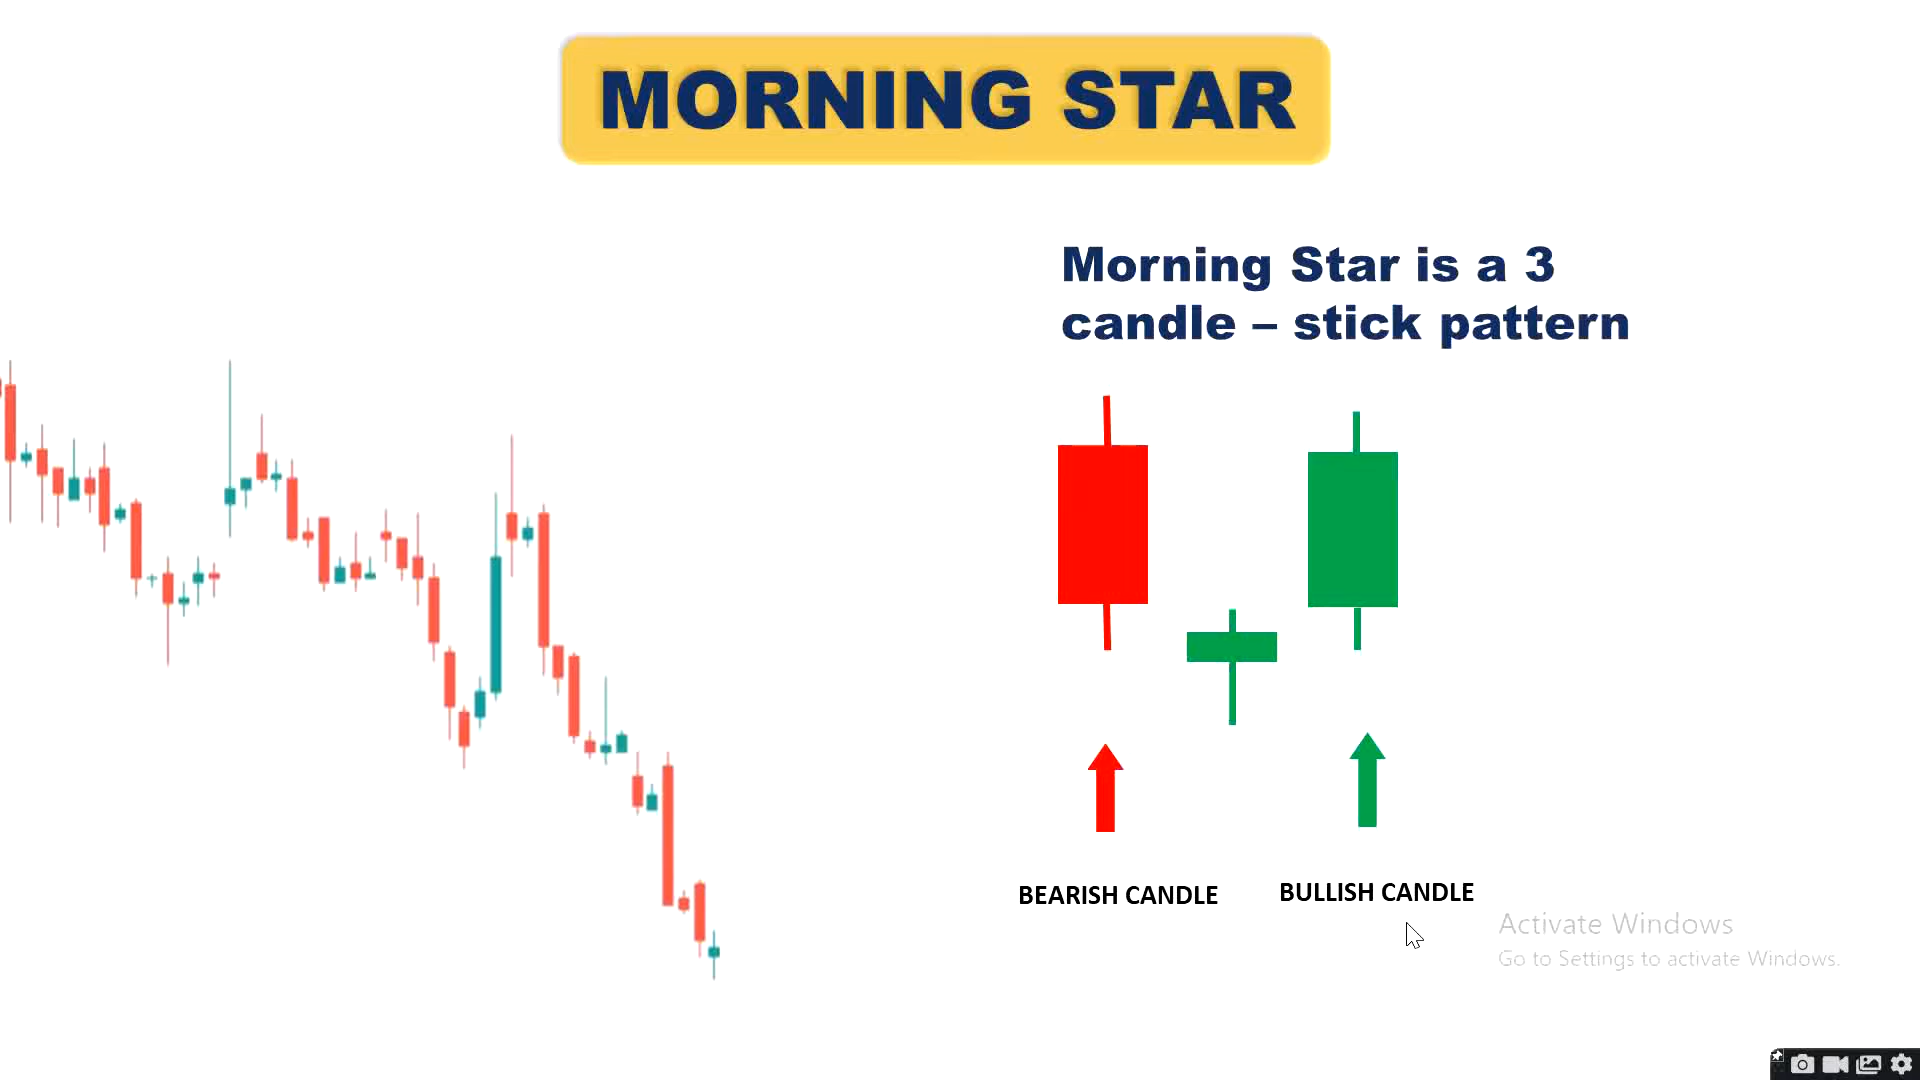 MORNING STAR
Morning Star is a 3
candle – stick pattern
BEARISH CANDLE
BULLISH CANDLE
Activate Windows
Go to Settings to activate Windows.